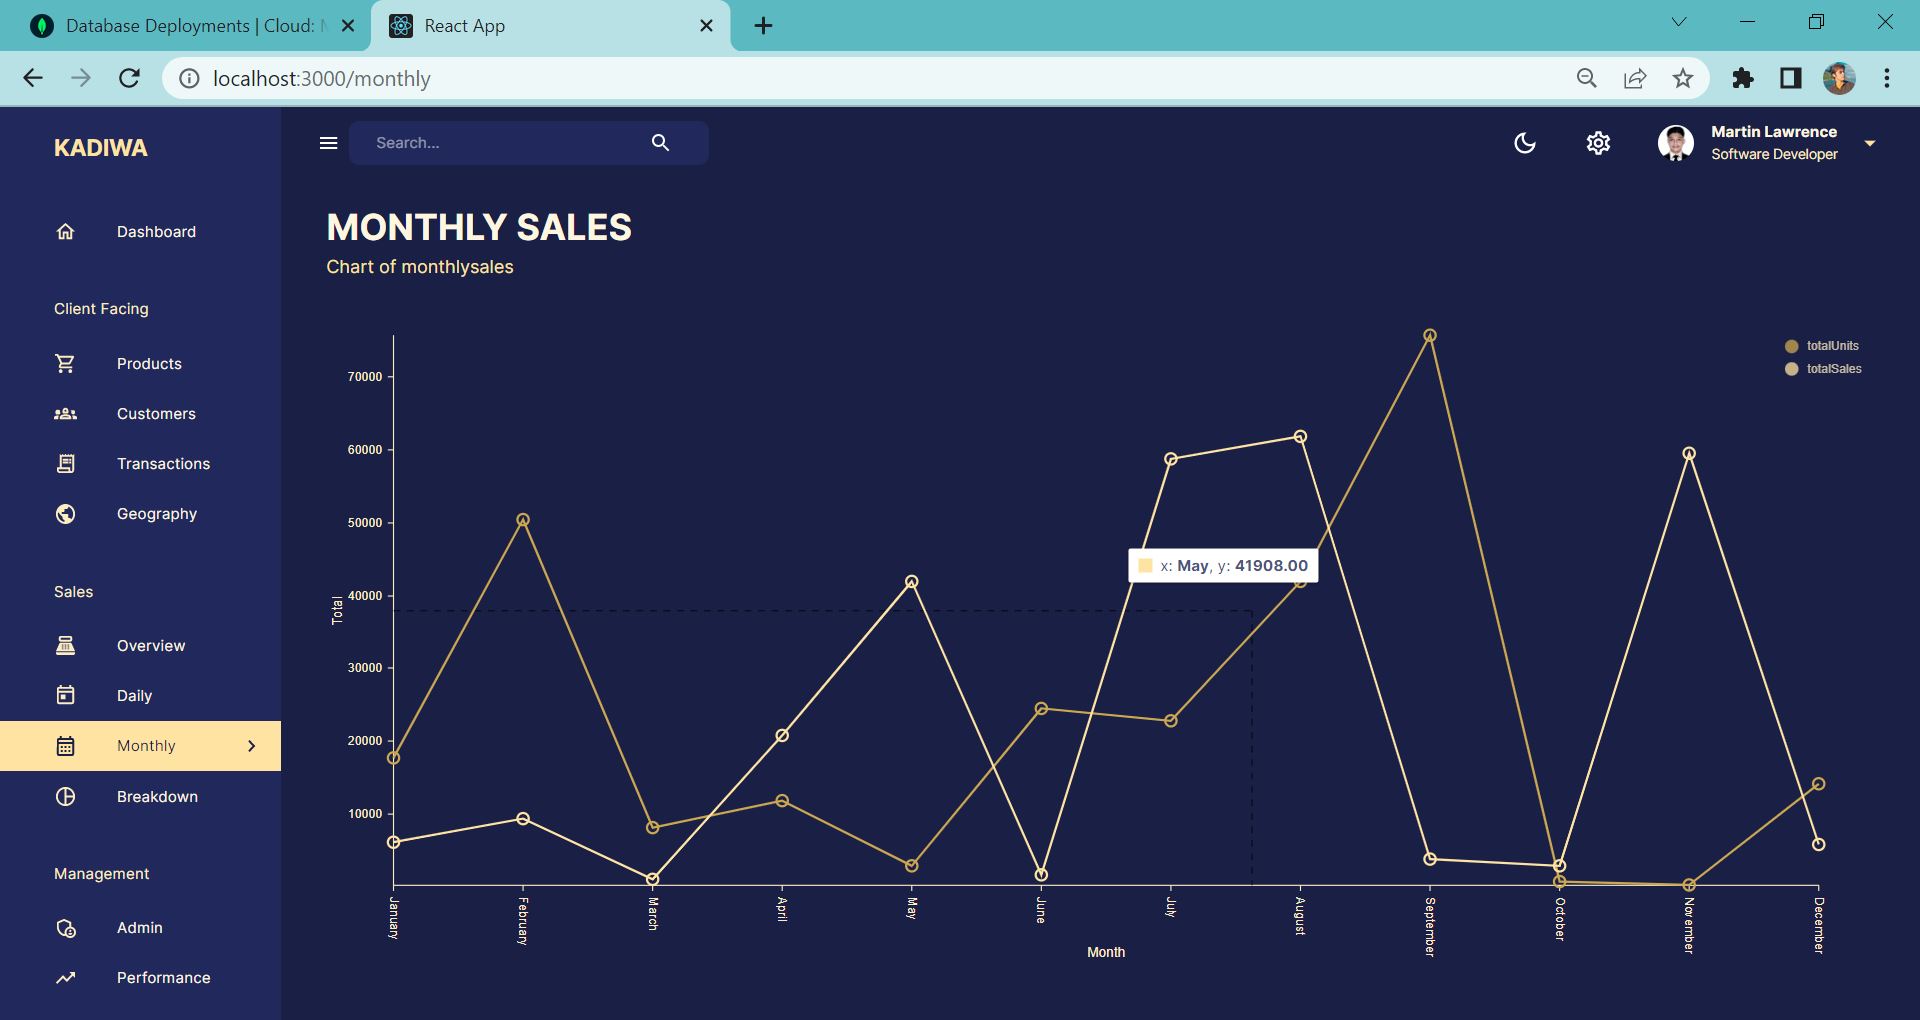 Database Deployments | Cloud:
React App
localhost:3000/monthly
KADIWA
Search...
Martin Lawrence
Software Developer
Dashboard
Client Facing
Products
Customers
Transactions
Geography
Sales
Overview
Daily
Monthly
Breakdown
Management
Admin
Performance
MONTHLY SALES
Chart of monthlysales
totalUnits
totalSales
70000
60000
50000
40000
30000
20000
10000
Total
x: May, y: 41908.00
January
February
March
April
May
June
July
August
September
October
November
December
Month